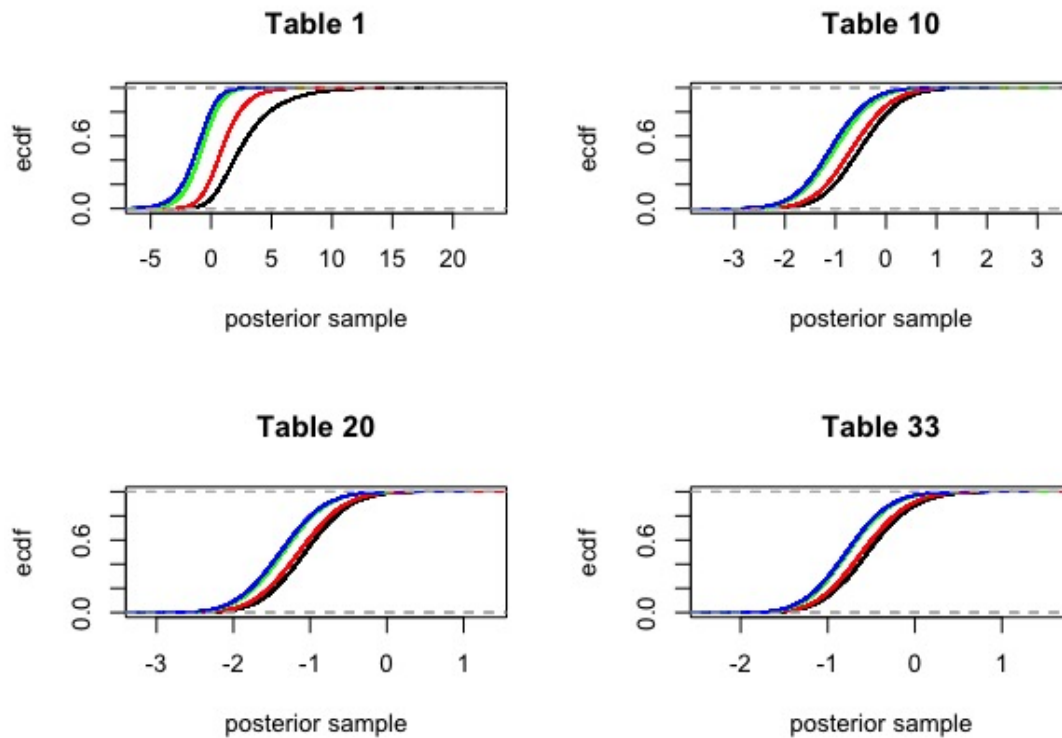 Table 1
ecdf
0.0 0.6
-5 0 5 10 15 20
posterior sample
Table 10
ecdf
0.0 0.6
-3 -2 -1 0 1 2 3
posterior sample
Table 20
ecdf
0.0 0.6
-3 -2 -1 0 1
posterior sample
Table 33
ecdf
0.0 0.6
-2 -1 0 1
posterior sample